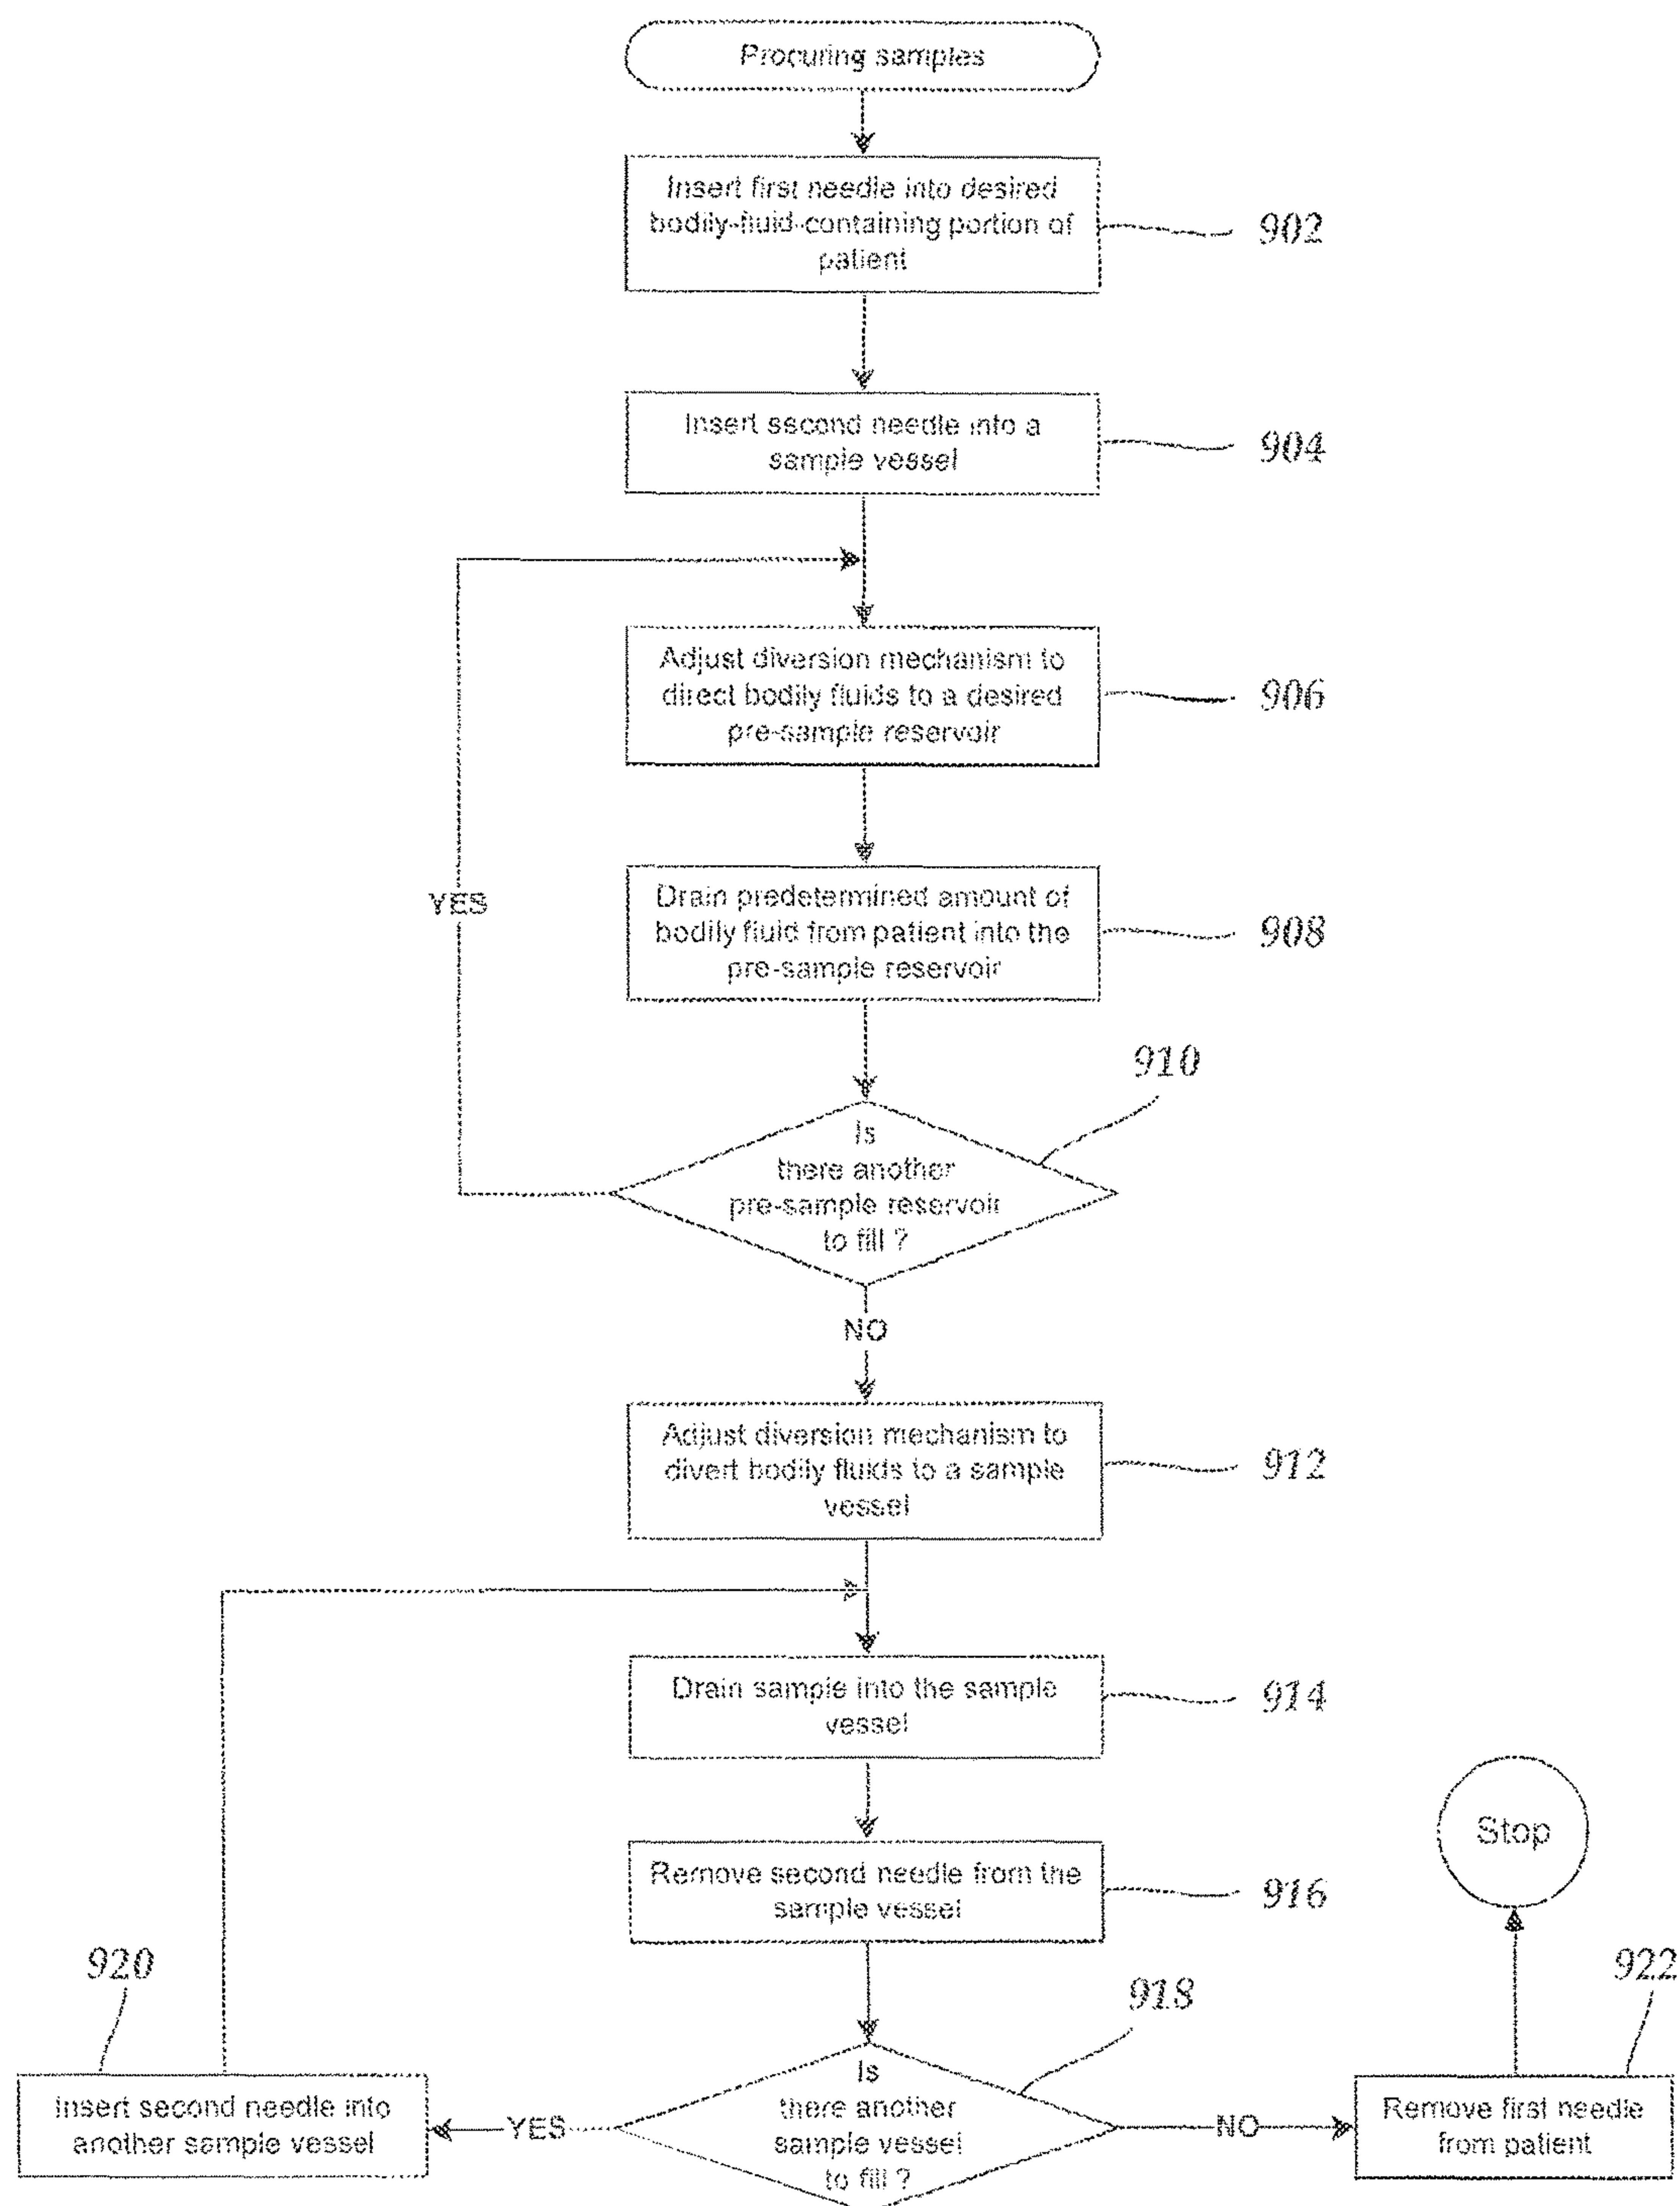 Procuring samples
Insert first needle into desired
bodily-fluid-containing portion of
patient
902
Insert second needle into a
sample vessel
904
Adjust diversion mechanism to
direct bodily fluids to a desired
pre-sample reservoir
906
YES
Drain predetermined amount of
bodily fluid from patient into the
pre-sample reservoir
908
910
Is
there another
pre-sample reservoir
to fill ?
NO
Adjust diversion mechanism to
divert bodily fluids to a sample
vessel
912
Drain sample into the sample
vessel
914
Stop
Remove second needle from the
sample vessel
916
920
918
922
Is
there another
sample vessel
to fill ?
Insert second needle into
another sample vessel
YES
NO
Remove first needle
from patient